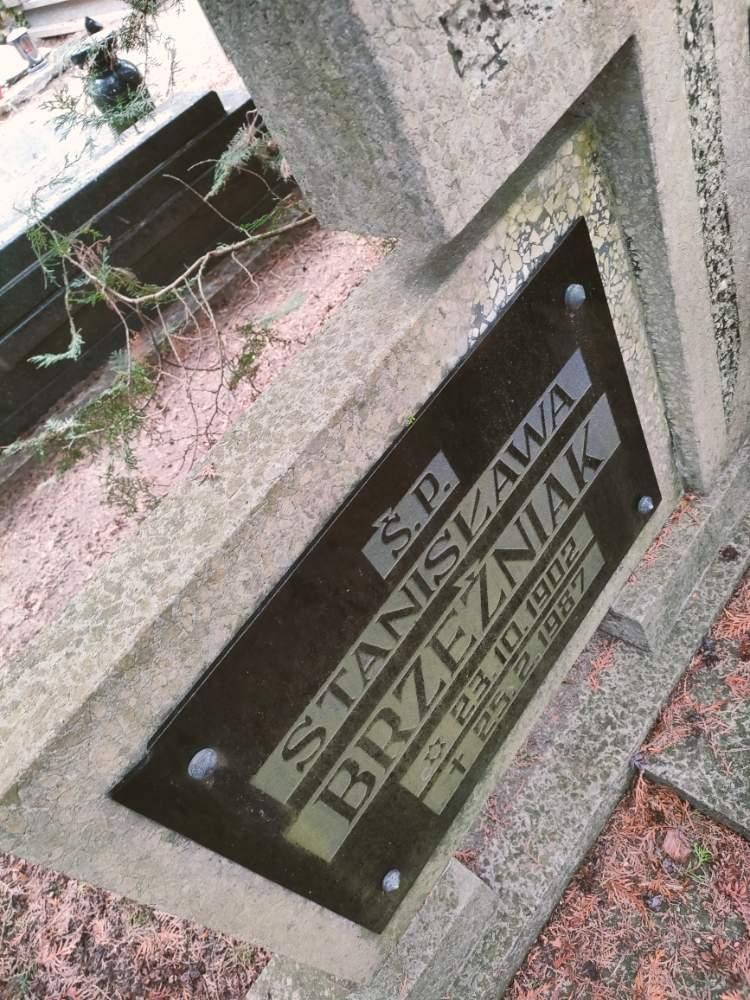 Ś.P.
STANISŁAWA
BRZEŹNIAK
☆ 23.10.1902
✝ 25.2.1987